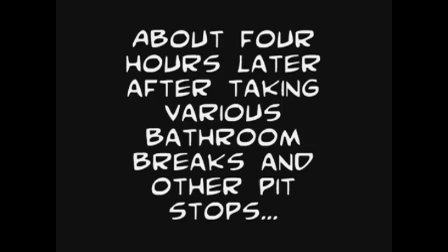 ABOUT FOUR
HOURS LATER
AFTER TAKING
VARIOUS
BATHROOM
BREAKS AND
OTHER PIT
STOPS...